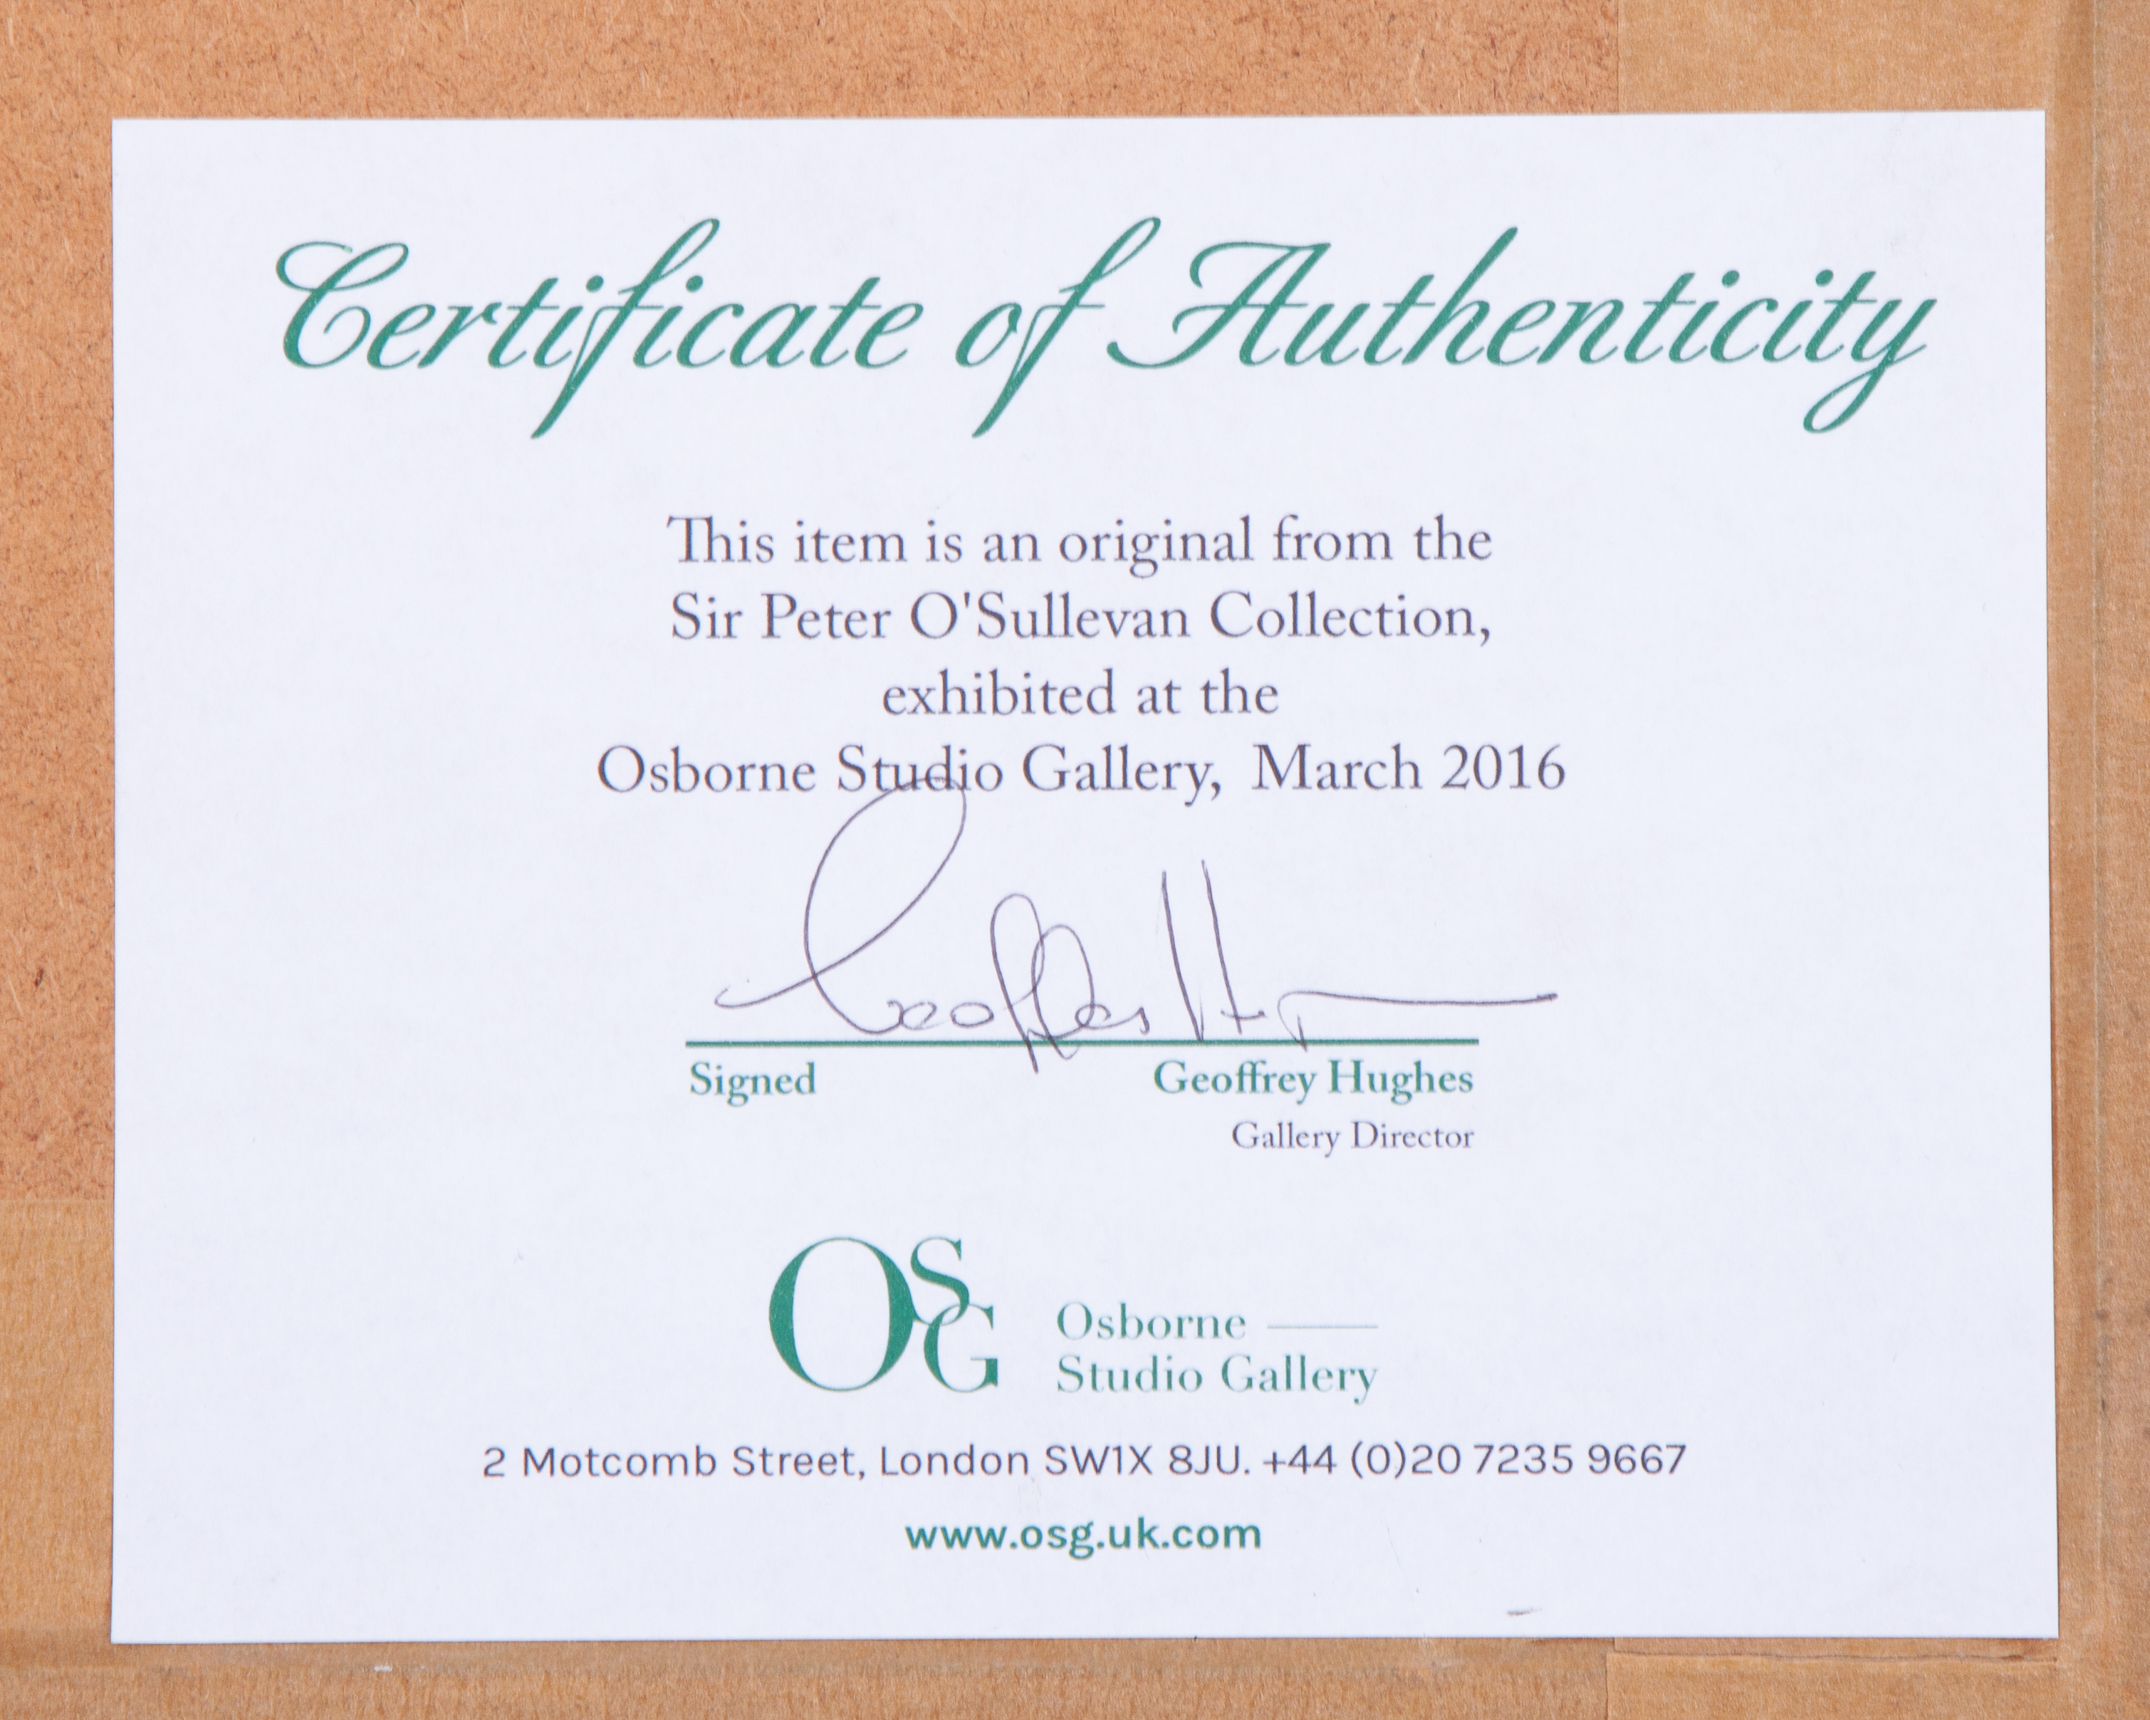 Certificate of Authenticity
This item is an original from the
Sir Peter O'Sullevan Collection,
exhibited at the
Osborne Studio Gallery, March 2016
Geoffrey Hughes
Signed Geoffrey Hughes
Gallery Director
OSG
Osborne
Studio Gallery
2 Motcomb Street, London SW1X 8JU. +44 (0)20 7235 9667
www.osg.uk.com